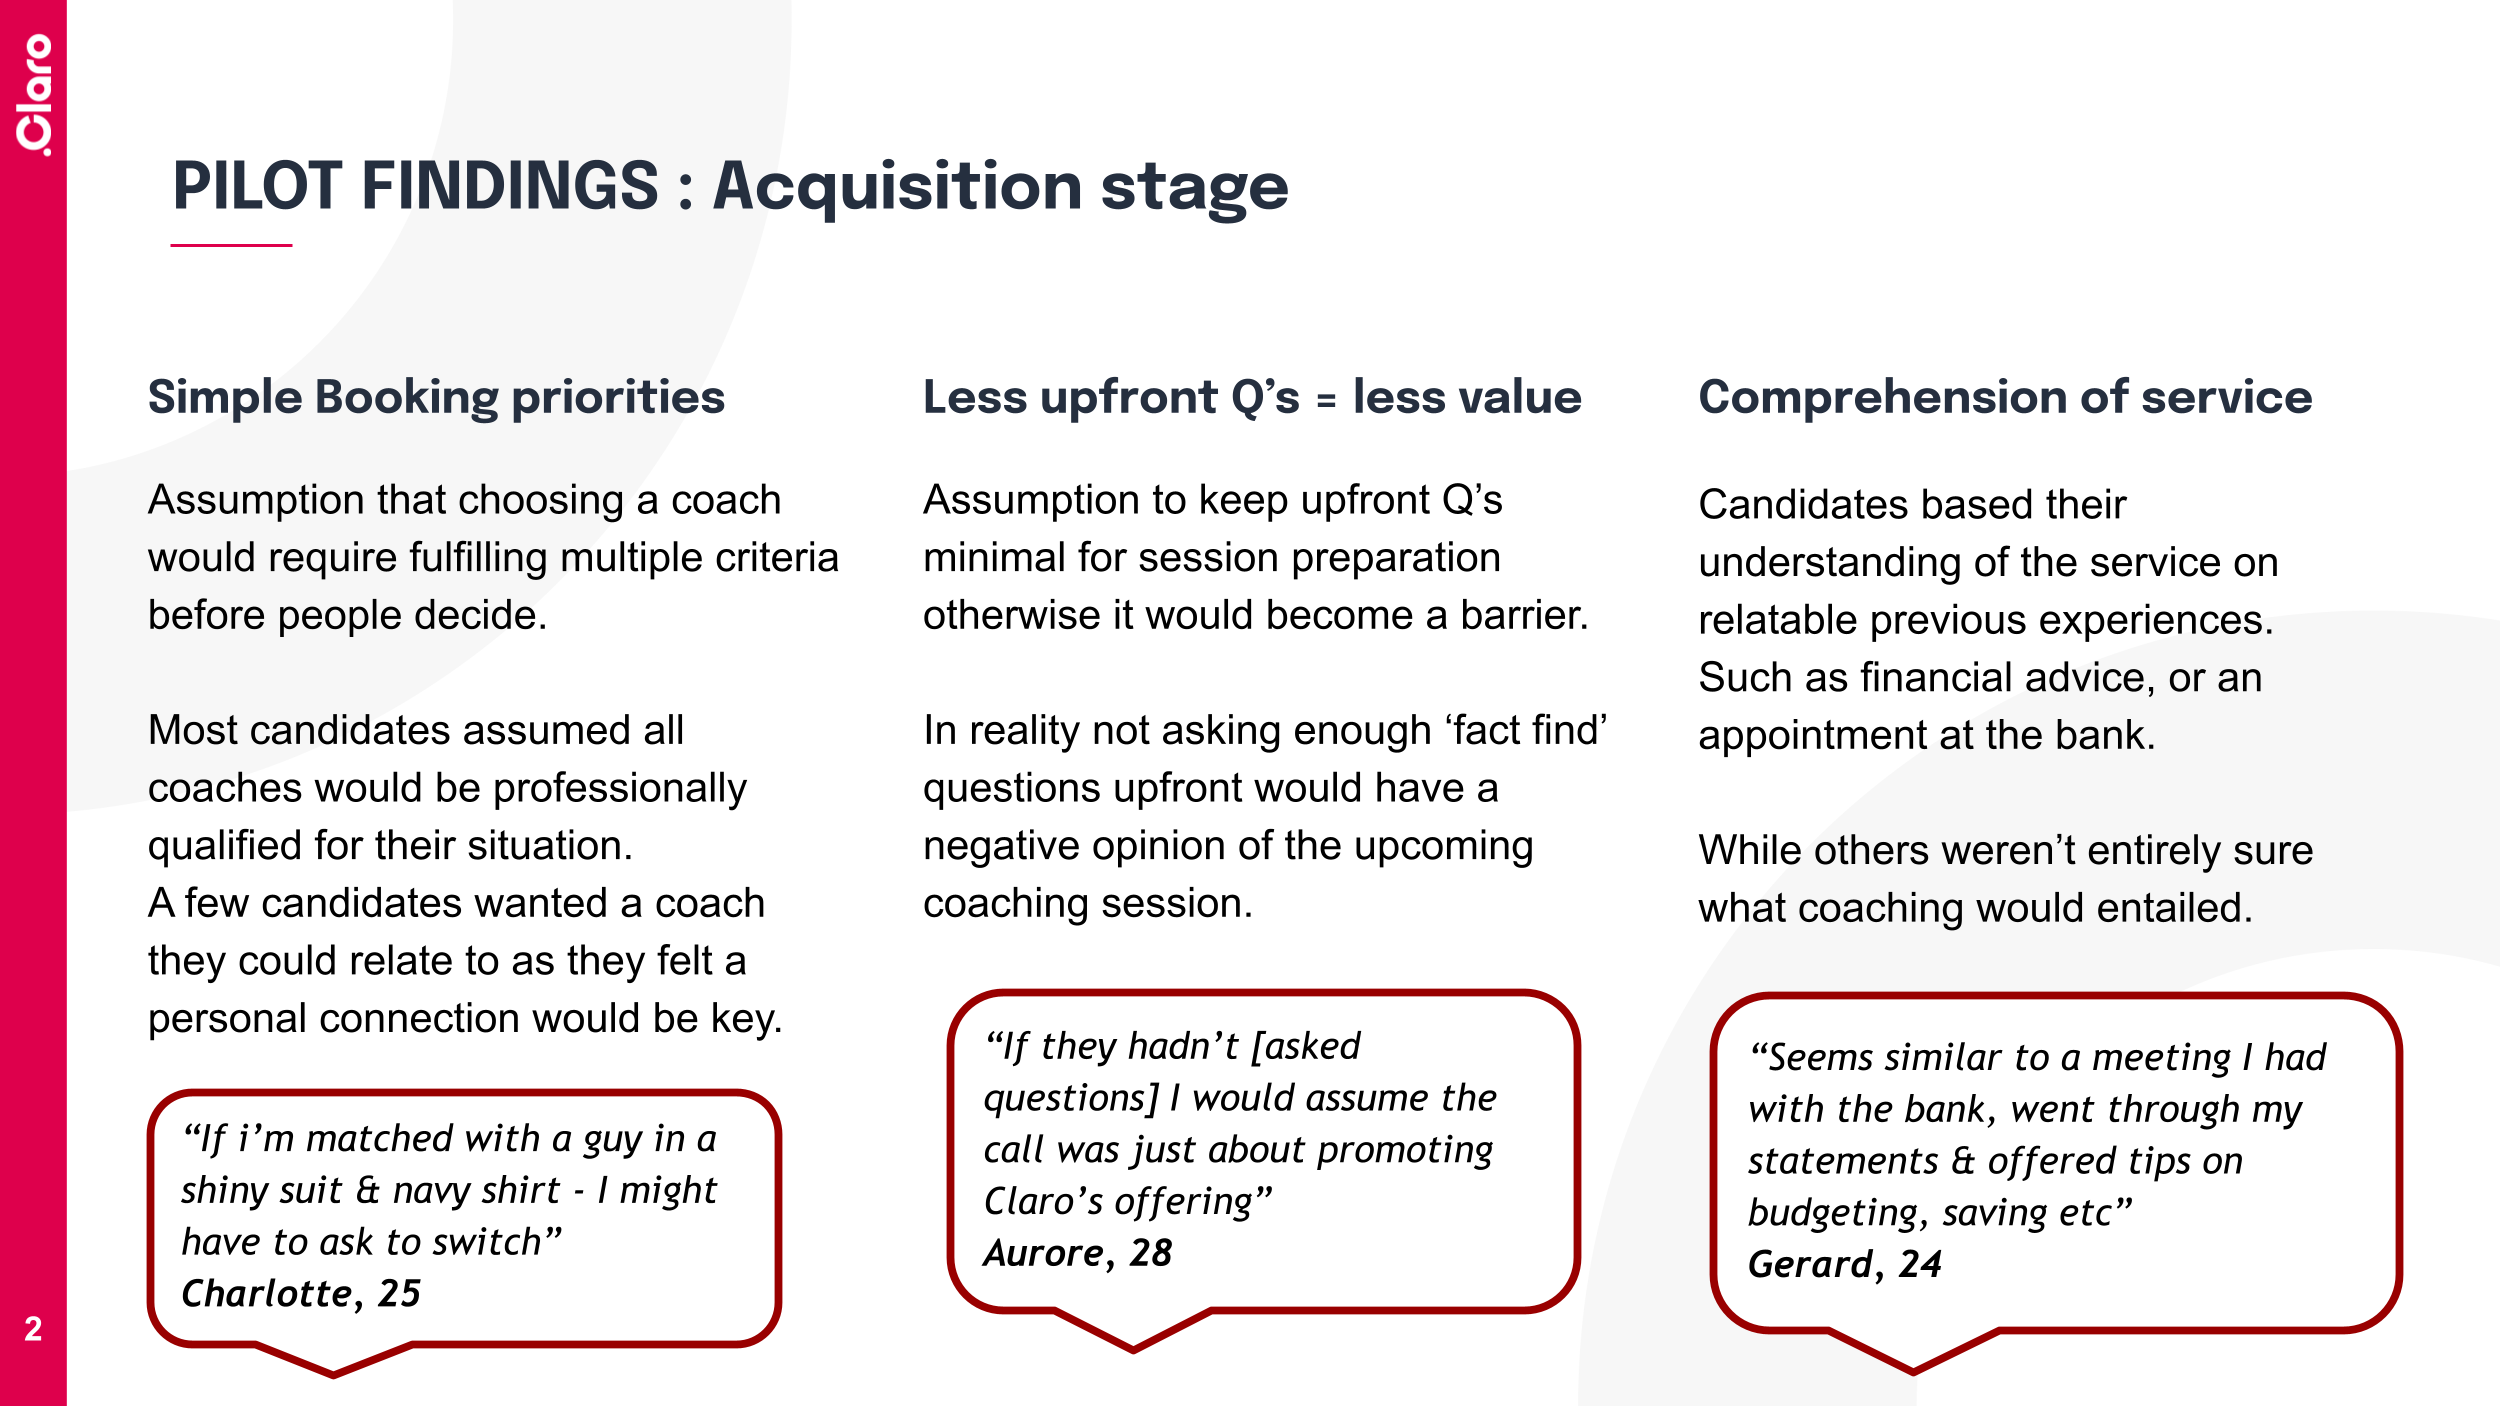 .Claro
PILOT FINDINGS : Acquisition stage
Simple Booking priorities
Assumption that choosing a coach
would require fulfilling multiple criteria
before people decide.
Most candidates assumed all
coaches would be professionally
qualified for their situation.
A few candidates wanted a coach
they could relate to as they felt a
personal connection would be key.
“If i’m matched with a guy in a
shiny suit & navy shirt - I might
have to ask to switch”
Charlotte, 25
Less upfront Q’s = less value
Assumption to keep upfront Q’s
minimal for session preparation
otherwise it would become a barrier.
In reality not asking enough ‘fact find’
questions upfront would have a
negative opinion of the upcoming
coaching session.
“If they hadn’t [asked
questions] I would assume the
call was just about promoting
Claro’s offering”
Aurore, 28
Comprehension of service
Candidates based their
understanding of the service on
relatable previous experiences.
Such as financial advice, or an
appointment at the bank.
While others weren’t entirely sure
what coaching would entailed.
“Seems similar to a meeting I had
with the bank, went through my
statements & offered tips on
budgeting, saving etc”
Gerard, 24
2